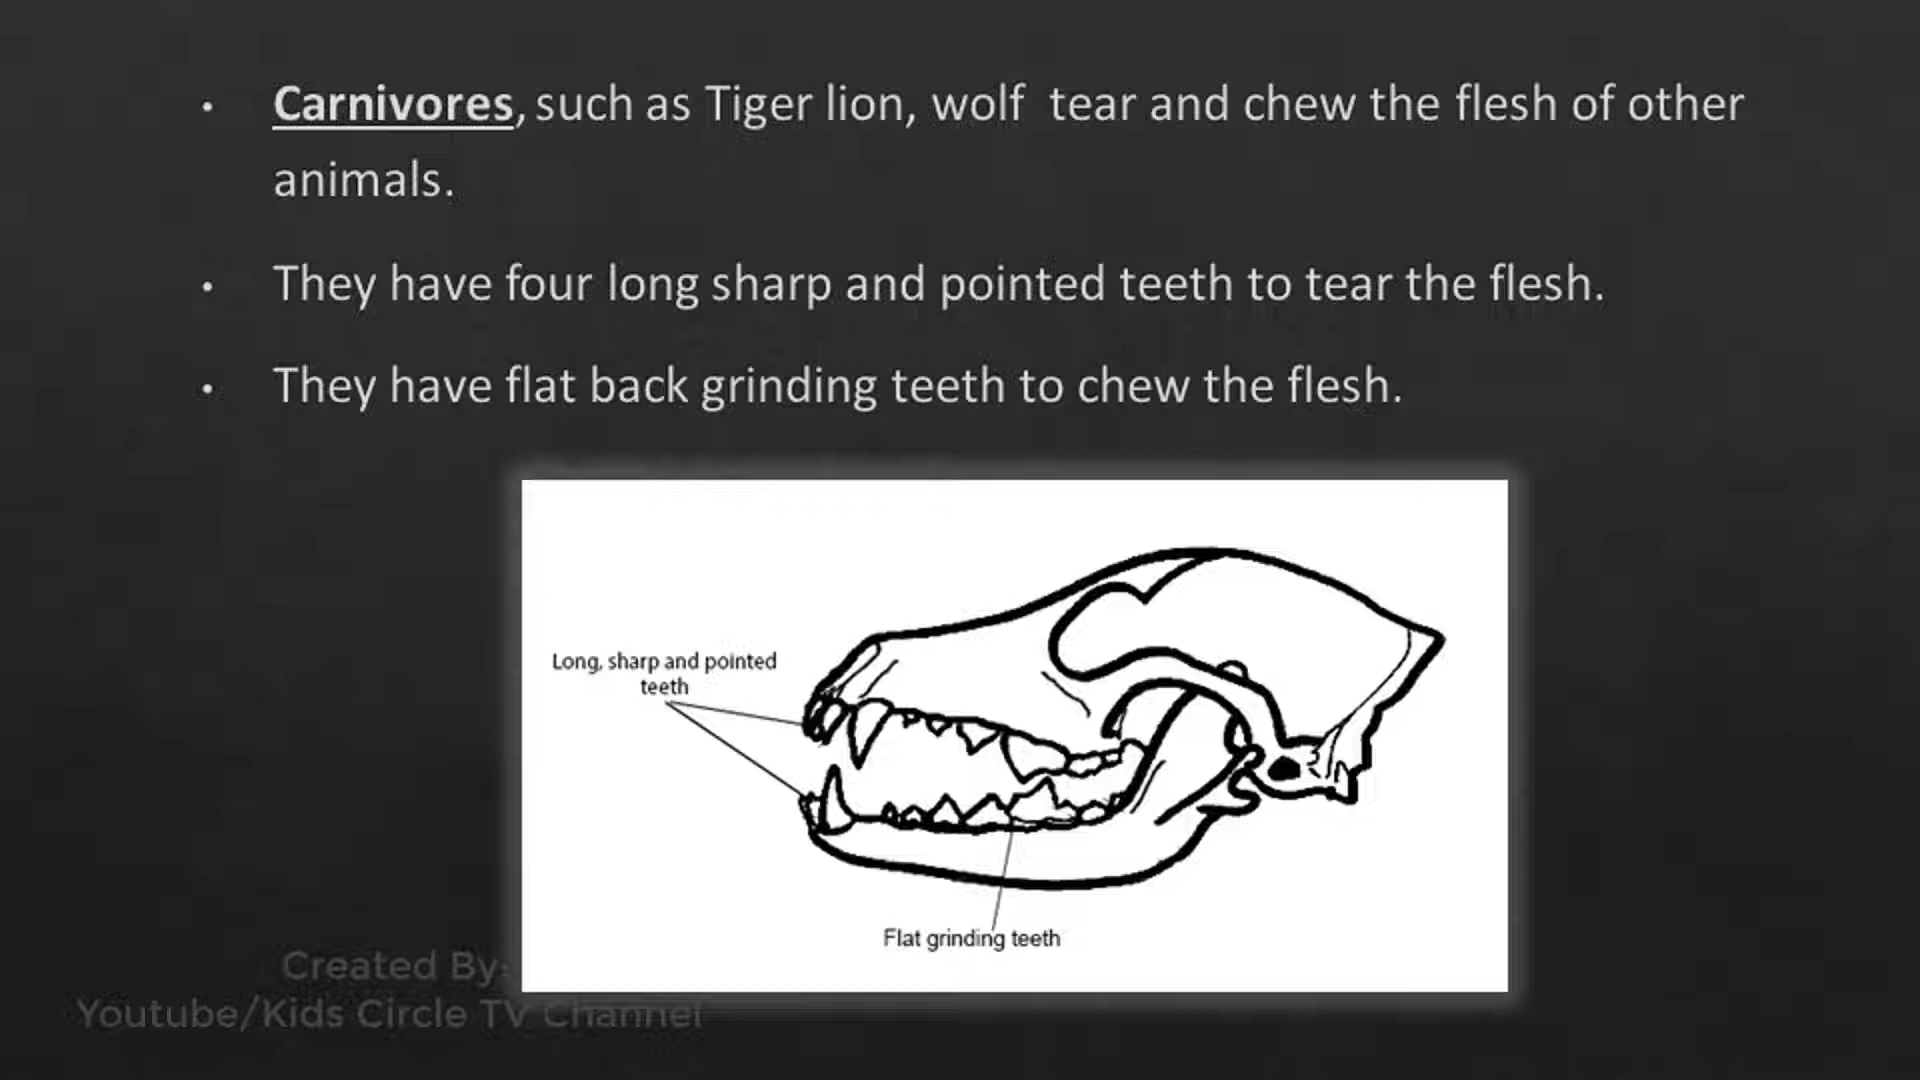 • Carnivores, such as Tiger lion, wolf  tear and chew the flesh of other
animals.
• They have four long sharp and pointed teeth to tear the flesh.
• They have flat back grinding teeth to chew the flesh.
Long, sharp and pointed
teeth
Flat grinding teeth
Created By:
Youtube/Kids Circle TV Channel